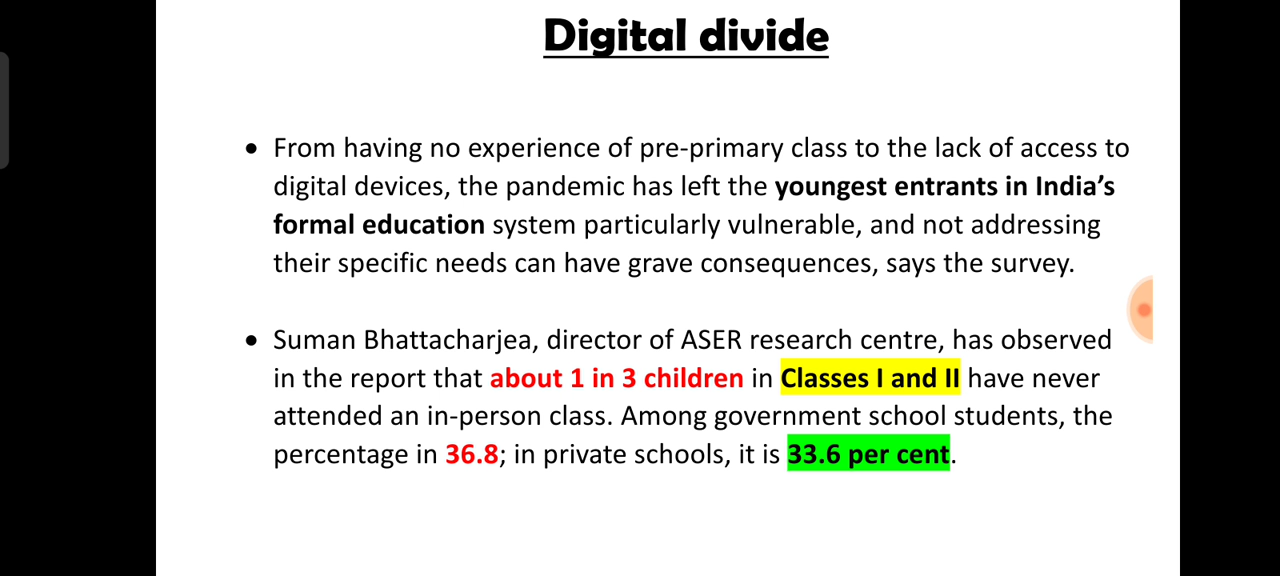 Digital divide
• From having no experience of pre-primary class to the lack of access to
digital devices, the pandemic has left the youngest entrants in India’s
formal education system particularly vulnerable, and not addressing
their specific needs can have grave consequences, says the survey.
• Suman Bhattacharjea, director of ASER research centre, has observed
in the report that about 1 in 3 children in Classes I and II have never
attended an in-person class. Among government school students, the
percentage in 36.8; in private schools, it is 33.6 per cent.